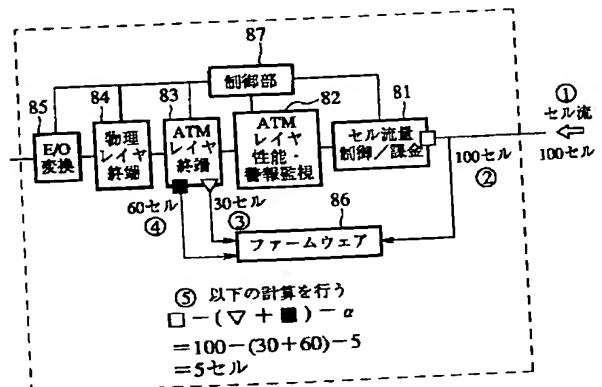 87
制御部
85
84
83
82
81
E/O
変換
物理
レイヤ
終端
ATM
レイヤ
終端
ATM
レイヤ
性能・
警報監視
セル流量
制御/課金
①
セル流
100セル
100セル
②
60セル
④
30セル
③
86
ファームウェア
⑤ 以下の計算を行う
□-(▽+■)-α
=100-(30+60)-5
=5セル